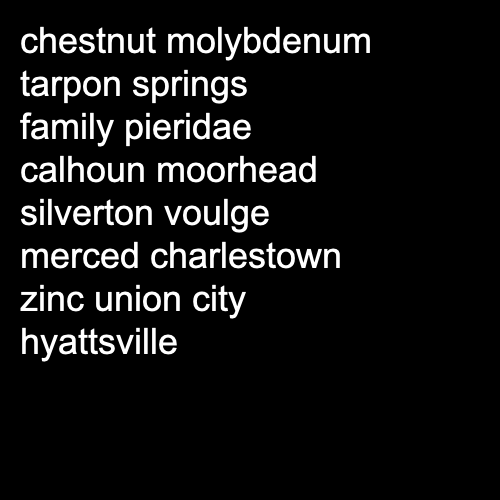 chestnut molybdenum
tarpon springs
family pieridae
calhoun moorhead
silverton voulge
merced charlestown
zinc union city
hyattsville